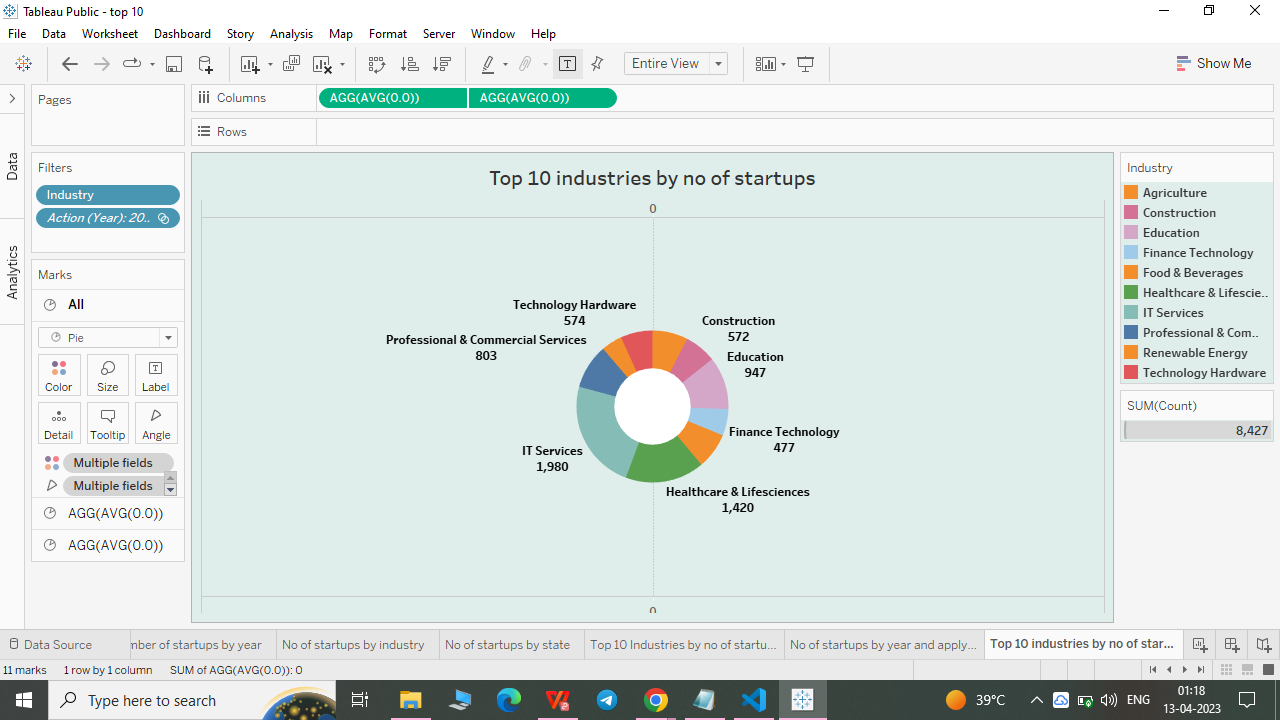 Tableau Public - top 10
File Data Worksheet Dashboard Story Analysis Map Format Server Window Help
Entire View
Show Me
Data
Analytics
Pages
Filters
Industry
Action (Year): 20..
Marks
All
Pie
Color Size Label
Detail Tooltip Angle
Multiple fields
Multiple fields
AGG(AVG(0.0))
AGG(AVG(0.0))
Columns AGG(AVG(0.0)) AGG(AVG(0.0))
Rows
Top 10 industries by no of startups
0
Technology Hardware
574
Construction
572
Professional & Commercial Services
803
Education
947
Finance Technology
477
IT Services
1,980
Healthcare & Lifesciences
1,420
0
Industry
Agriculture
Construction
Education
Finance Technology
Food & Beverages
Healthcare & Lifescie..
IT Services
Professional & Com..
Renewable Energy
Technology Hardware
SUM(Count)
8,427
Data Source nber of startups by year No of startups by industry No of startups by state Top 10 Industries by no of startu... No of startups by year and apply... Top 10 industries by no of star...
11 marks 1 row by 1 column SUM of AGG(AVG(0.0)): 0
Type here to search
39°C
ENG
01:18
13-04-2023